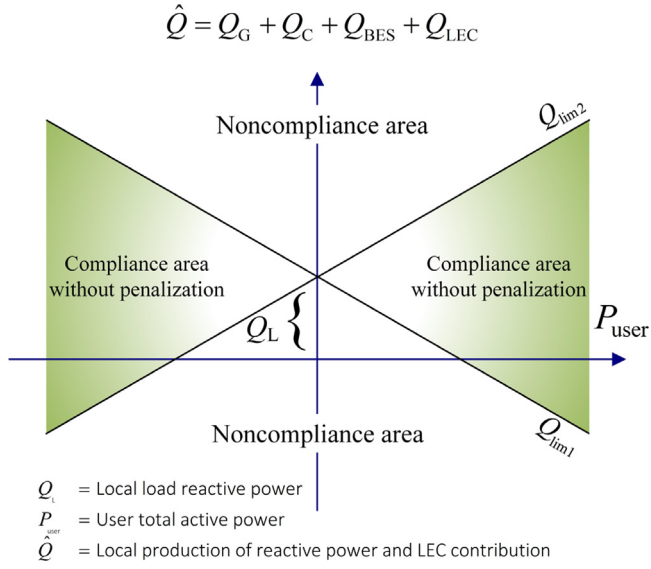 Q̂ = Q_G + Q_C + Q_BES + Q_LEC
Noncompliance area
Q_lim2
Compliance area
without penalization
Compliance area
without penalization
Q_L {
P_user
Noncompliance area
Q_lim1
Q_L = Local load reactive power
P_user = User total active power
Q̂ = Local production of reactive power and LEC contribution